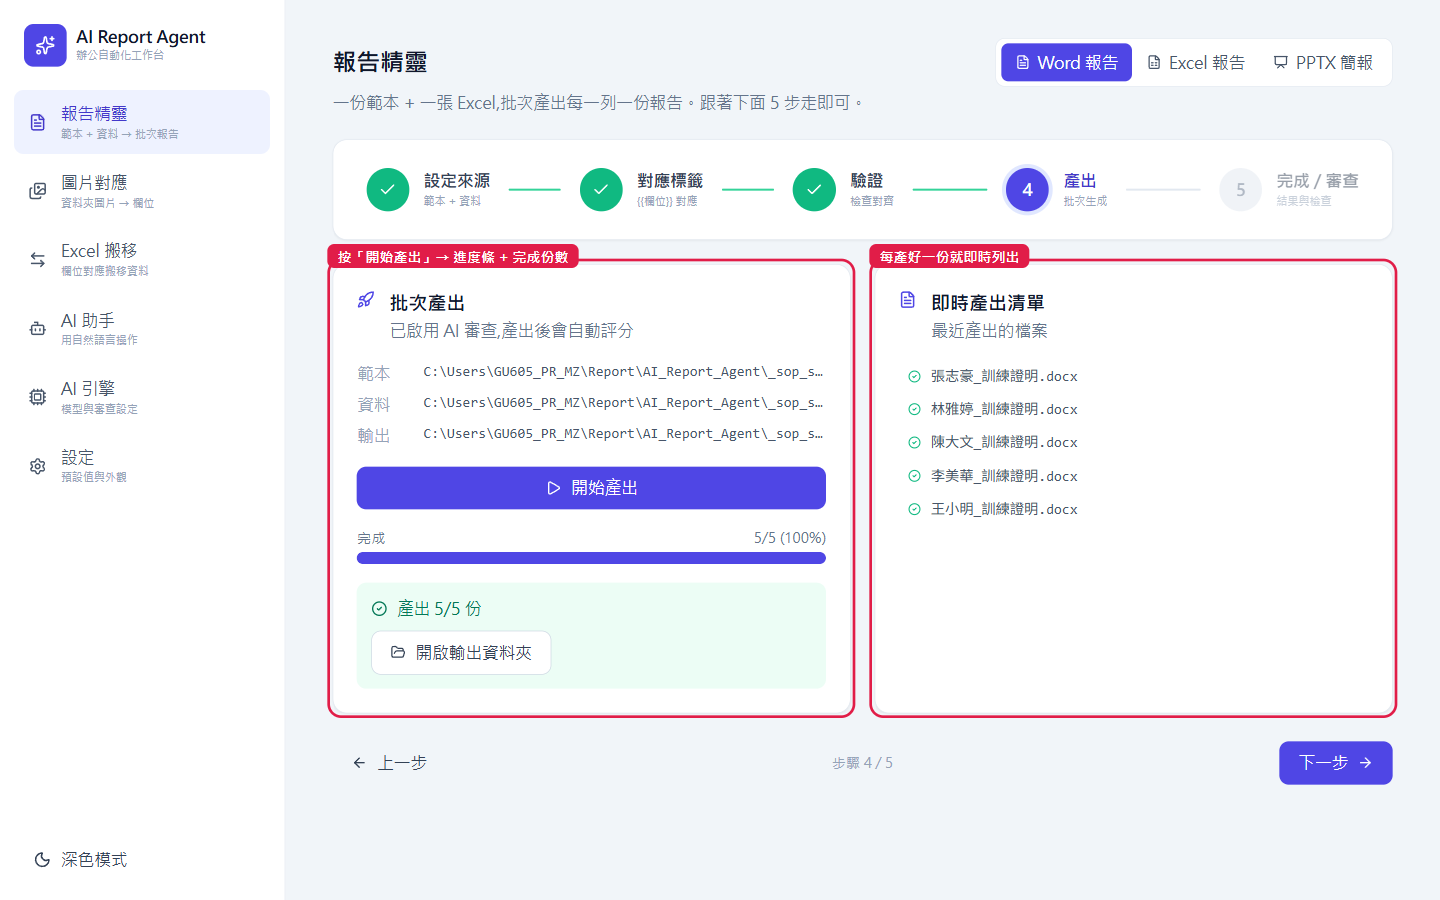 AI Report Agent
辦公自動化工作台
報告精靈
範本 + 資料 → 批次報告
圖片對應
資料夾圖片 → 欄位
Excel 搬移
欄位對應搬移資料
AI 助手
用自然語言操作
AI 引擎
模型與審查設定
設定
預設值與外觀
深色模式
報告精靈
Word 報告
Excel 報告
PPTX 簡報
一份範本 + 一張 Excel,批次產出每一列一份報告。跟著下面 5 步走即可。
設定來源
範本 + 資料
對應標籤
{{欄位}} 對應
驗證
檢查對齊
4
產出
批次生成
5
完成 / 審查
結果與檢查
按「開始產出」→ 進度條 + 完成份數
批次產出
已啟用 AI 審查,產出後會自動評分
範本 C:\Users\GU605_PR_MZ\Report\AI_Report_Agent\_sop_s…
資料 C:\Users\GU605_PR_MZ\Report\AI_Report_Agent\_sop_s…
輸出 C:\Users\GU605_PR_MZ\Report\AI_Report_Agent\_sop_s…
開始產出
完成 5/5 (100%)
產出 5/5 份
開啟輸出資料夾
每產好一份就即時列出
即時產出清單
最近產出的檔案
張志豪_訓練證明.docx
林雅婷_訓練證明.docx
陳大文_訓練證明.docx
李美華_訓練證明.docx
王小明_訓練證明.docx
上一步
步驟 4 / 5
下一步